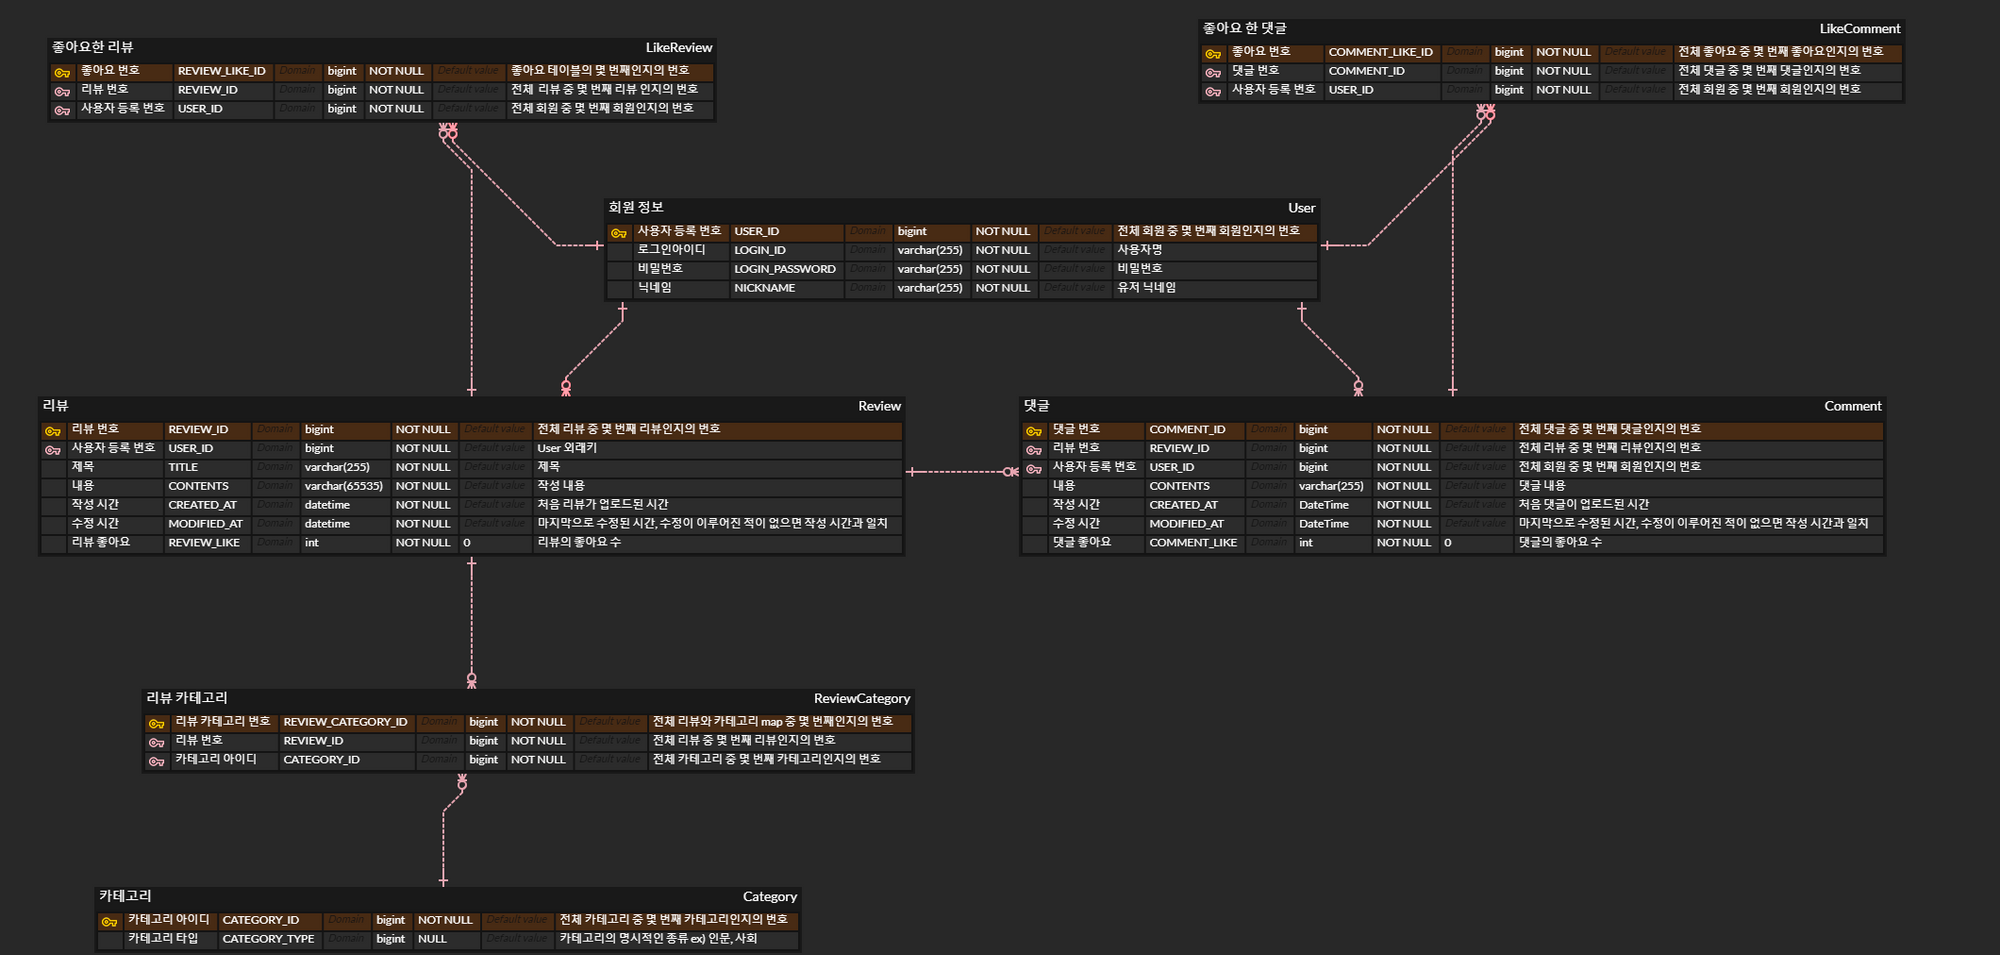 좋아요한 리뷰 LikeReview
좋아요 번호 REVIEW_LIKE_ID Domain bigint NOT NULL Default value 좋아요 테이블의 몇 번째인지의 번호
리뷰 번호 REVIEW_ID Domain bigint NOT NULL Default value 전체 리뷰 중 몇 번째 리뷰 인지의 번호
사용자 등록 번호 USER_ID Domain bigint NOT NULL Default value 전체 회원 중 몇 번째 회원인지의 번호
좋아요 한 댓글 LikeComment
좋아요 번호 COMMENT_LIKE_ID Domain bigint NOT NULL Default value 전체 좋아요 중 몇 번째 좋아요인지의 번호
댓글 번호 COMMENT_ID Domain bigint NOT NULL Default value 전체 댓글 중 몇 번째 댓글인지의 번호
사용자 등록 번호 USER_ID Domain bigint NOT NULL Default value 전체 회원 중 몇 번째 회원인지의 번호
회원 정보 User
사용자 등록 번호 USER_ID Domain bigint NOT NULL Default value 전체 회원 중 몇 번째 회원인지의 번호
로그인아이디 LOGIN_ID Domain varchar(255) NOT NULL Default value 사용자명
비밀번호 LOGIN_PASSWORD Domain varchar(255) NOT NULL Default value 비밀번호
닉네임 NICKNAME Domain varchar(255) NOT NULL Default value 유저 닉네임
리뷰 Review
리뷰 번호 REVIEW_ID Domain bigint NOT NULL Default value 전체 리뷰 중 몇 번째 리뷰인지의 번호
사용자 등록 번호 USER_ID Domain bigint NOT NULL Default value User 외래키
제목 TITLE Domain varchar(255) NOT NULL Default value 제목
내용 CONTENTS Domain varchar(65535) NOT NULL Default value 작성 내용
작성 시간 CREATED_AT Domain datetime NOT NULL Default value 처음 리뷰가 업로드된 시간
수정 시간 MODIFIED_AT Domain datetime NOT NULL Default value 마지막으로 수정된 시간, 수정이 이루어진 적이 없으면 작성 시간과 일치
리뷰 좋아요 REVIEW_LIKE Domain int NOT NULL 0 리뷰의 좋아요 수
댓글 Comment
댓글 번호 COMMENT_ID Domain bigint NOT NULL Default value 전체 댓글 중 몇 번째 댓글인지의 번호
리뷰 번호 REVIEW_ID Domain bigint NOT NULL Default value 전체 리뷰 중 몇 번째 리뷰인지의 번호
사용자 등록 번호 USER_ID Domain bigint NOT NULL Default value 전체 회원 중 몇 번째 회원인지의 번호
내용 CONTENTS Domain varchar(255) NOT NULL Default value 댓글 내용
작성 시간 CREATED_AT Domain DateTime NOT NULL Default value 처음 댓글이 업로드된 시간
수정 시간 MODIFIED_AT Domain DateTime NOT NULL Default value 마지막으로 수정된 시간, 수정이 이루어진 적이 없으면 작성 시간과 일치
댓글 좋아요 COMMENT_LIKE Domain int NOT NULL 0 댓글의 좋아요 수
리뷰 카테고리 ReviewCategory
리뷰 카테고리 번호 REVIEW_CATEGORY_ID Domain bigint NOT NULL Default value 전체 리뷰와 카테고리 map 중 몇 번째인지의 번호
리뷰 번호 REVIEW_ID Domain bigint NOT NULL Default value 전체 리뷰 중 몇 번째 리뷰인지의 번호
카테고리 아이디 CATEGORY_ID Domain bigint NOT NULL Default value 전체 카테고리 중 몇 번째 카테고리인지의 번호
카테고리 Category
카테고리 아이디 CATEGORY_ID Domain bigint NOT NULL Default value 전체 카테고리 중 몇 번째 카테고리인지의 번호
카테고리 타입 CATEGORY_TYPE Domain bigint NULL Default value 카테고리의 명시적인 종류 ex) 인문, 사회